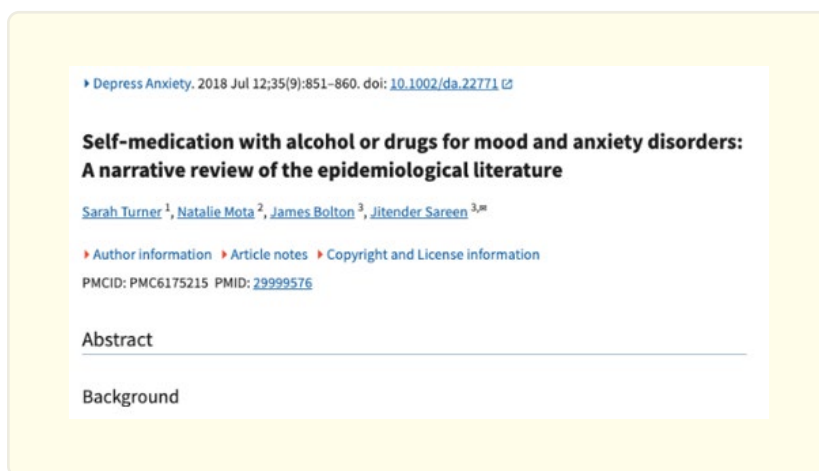 Depress Anxiety. 2018 Jul 12;35(9):851–860. doi: 10.1002/da.22771
Self-medication with alcohol or drugs for mood and anxiety disorders:
A narrative review of the epidemiological literature
Sarah Turner 1, Natalie Mota 2, James Bolton 3, Jitender Sareen 3,✉
Author information Article notes Copyright and License information
PMCID: PMC6175215 PMID: 29999576
Abstract
Background